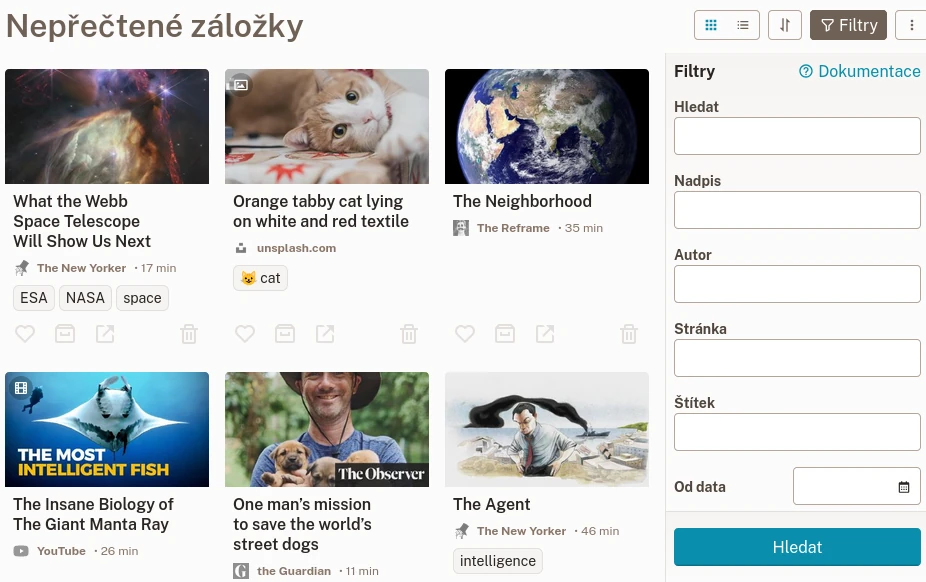 Nepřečtené záložky
Filtry
What the Webb
Space Telescope
Will Show Us Next
The New Yorker · 17 min
ESA NASA space
Orange tabby cat lying
on white and red textile
unsplash.com
😺 cat
The Neighborhood
The Reframe · 35 min
THE MOST
INTELLIGENT FISH
The Insane Biology of
The Giant Manta Ray
YouTube · 26 min
The Observer
One man’s mission
to save the world’s
street dogs
the Guardian · 11 min
The Agent
The New Yorker · 46 min
intelligence
Filtry
Dokumentace
Hledat
Nadpis
Autor
Stránka
Štítek
Od data
Hledat